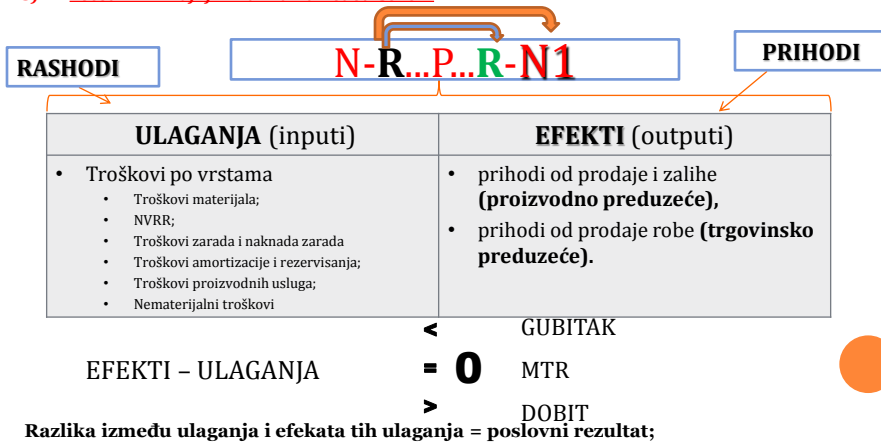 N-R...P...R-N1
RASHODI
PRIHODI
ULAGANJA (inputi)
EFEKTI (outputi)
• Troškovi po vrstama
• Troškovi materijala;
• NVRR;
• Troškovi zarada i naknada zarada
• Troškovi amortizacije i rezervisanja;
• Troškovi proizvodnih usluga;
• Nematerijalni troškovi
• prihodi od prodaje i zalihe
(proizvodno preduzeće),
• prihodi od prodaje robe (trgovinsko
preduzeće).
< GUBITAK
EFEKTI – ULAGANJA = 0 MTR
> DOBIT
Razlika između ulaganja i efekata tih ulaganja = poslovni rezultat;